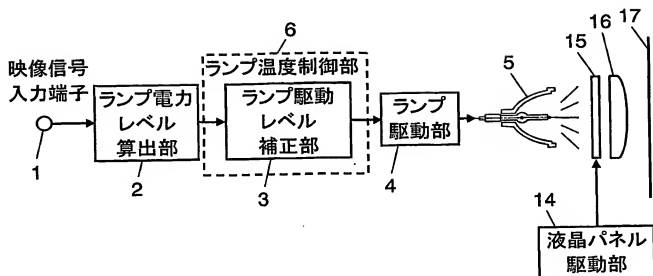 6
映像信号
入力端子
ランプ温度制御部
ランプ電力
レベル
算出部
ランプ駆動
レベル
補正部
ランプ
駆動部
5
15
16
17
1
2
3
4
14
液晶パネル
駆動部